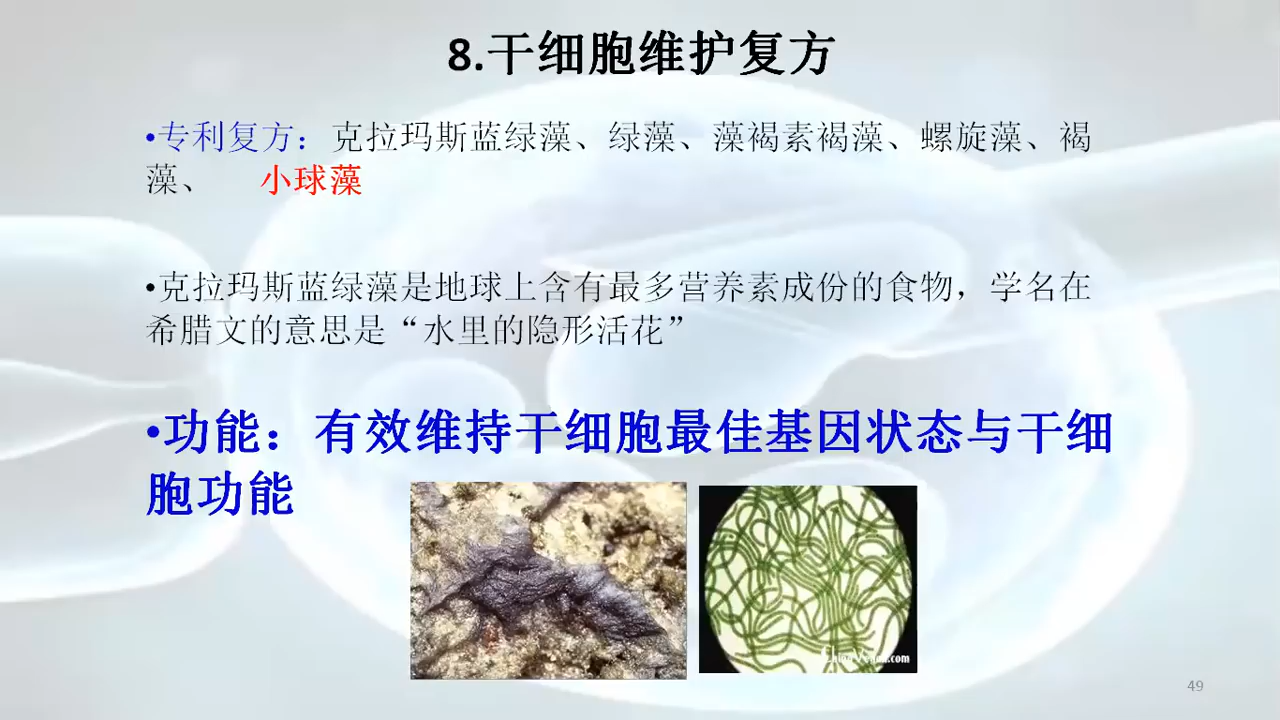 8.干细胞维护复方
•专利复方：克拉玛斯蓝绿藻、绿藻、藻褐素褐藻、螺旋藻、褐
藻、 小球藻
•克拉玛斯蓝绿藻是地球上含有最多营养素成份的食物，学名在
希腊文的意思是“水里的隐形活花”
•功能：有效维持干细胞最佳基因状态与干细
胞功能
49